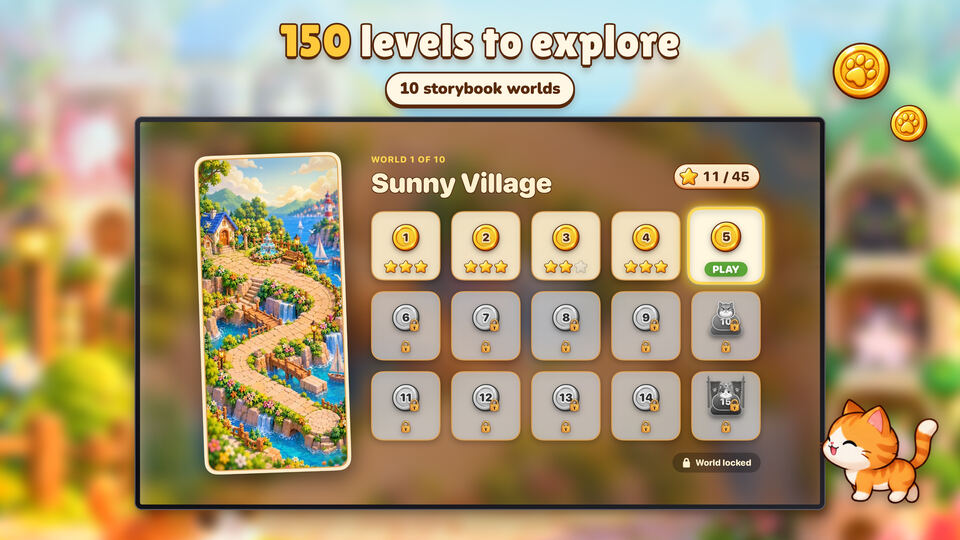 150 levels to explore
10 storybook worlds
WORLD 1 OF 10
Sunny Village
11 / 45
1
2
3
4
5
PLAY
6
7
8
9
10
11
12
13
14
15
World locked